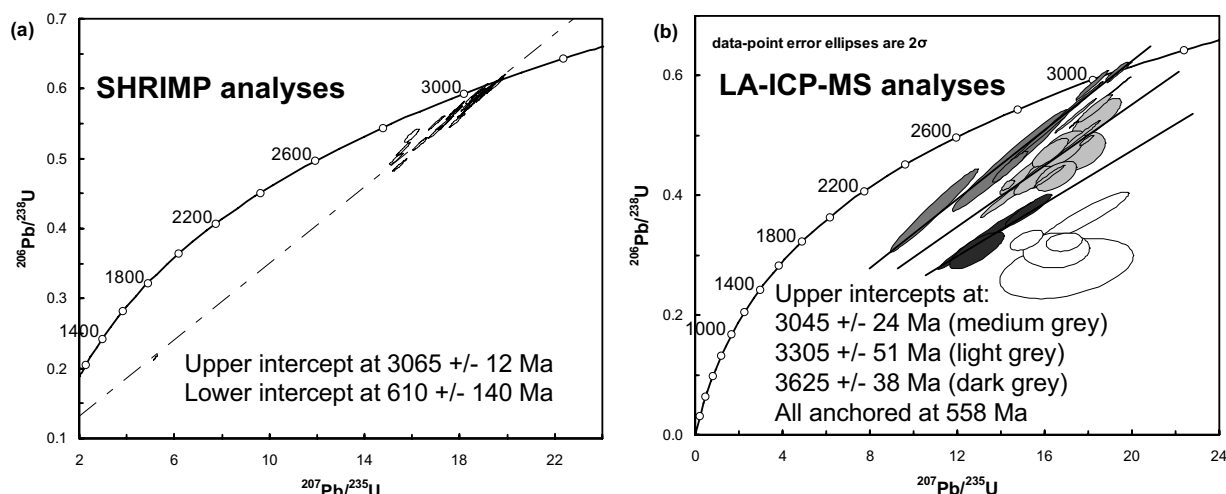 (a)
SHRIMP analyses
0.7
0.6
0.5
0.4
0.3
0.2
0.1
²⁰⁶Pb/²³⁸U
3000
2600
2200
1800
1400
Upper intercept at 3065 +/- 12 Ma
Lower intercept at 610 +/- 140 Ma
2 6 10 14 18 22
²⁰⁷Pb/²³⁵U
(b)
data-point error ellipses are 2σ
LA-ICP-MS analyses
0.6
0.4
0.2
0.0
²⁰⁶Pb/²³⁸U
3000
2600
2200
1800
1400
1000
Upper intercepts at:
3045 +/- 24 Ma (medium grey)
3305 +/- 51 Ma (light grey)
3625 +/- 38 Ma (dark grey)
All anchored at 558 Ma
0 4 8 12 16 20 24
²⁰⁷Pb/²³⁵U